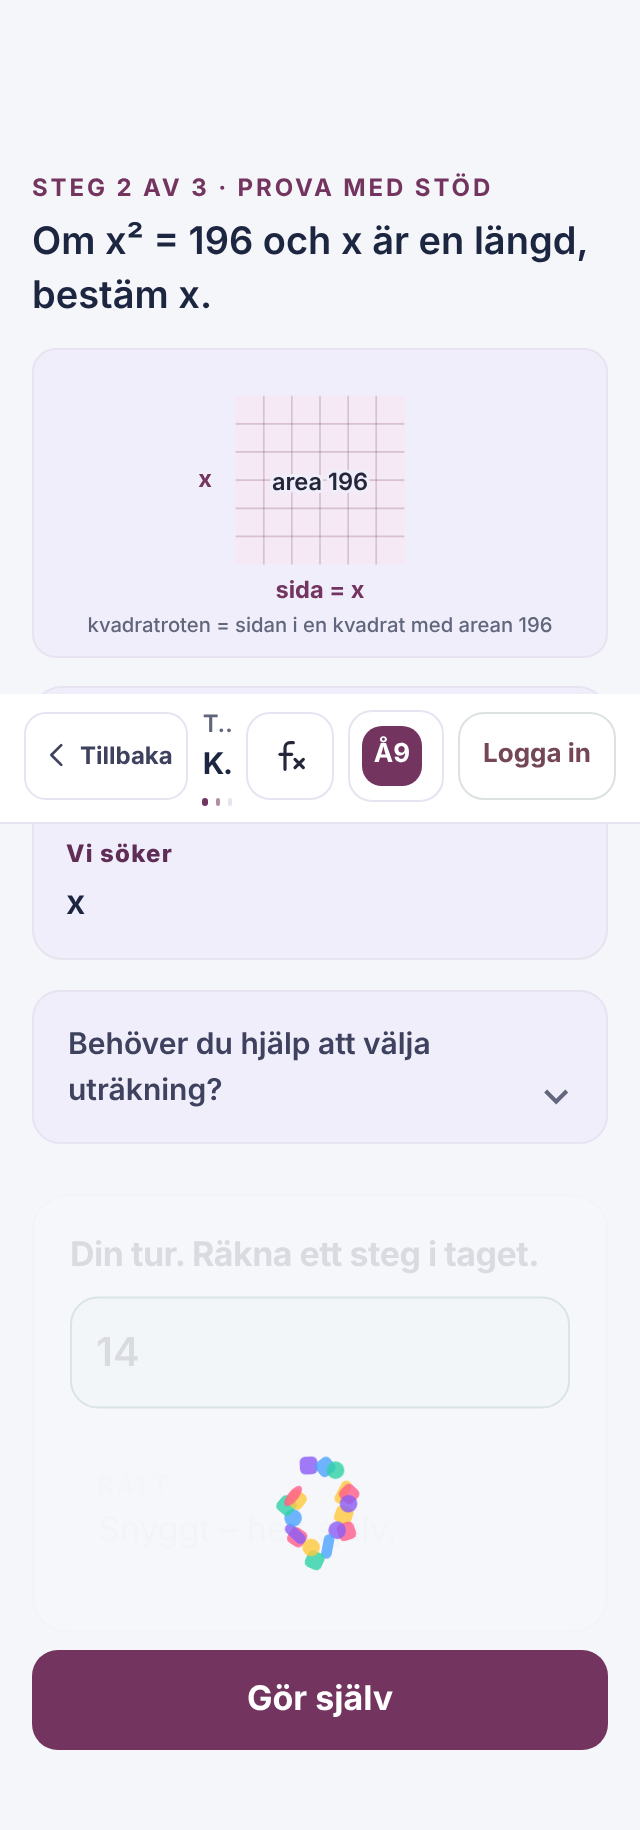 STEG 2 AV 3 · PROVA MED STÖD
Om x² = 196 och x är en längd,
bestäm x.
x
area 196
sida = x
kvadratroten = sidan i en kvadrat med arean 196
Tillbaka
T..
K.
fx
Å9
Logga in
Vi söker
x
Behöver du hjälp att välja
uträkning?
Din tur. Räkna ett steg i taget.
14
RÄTT
Snyggt –
Gör själv